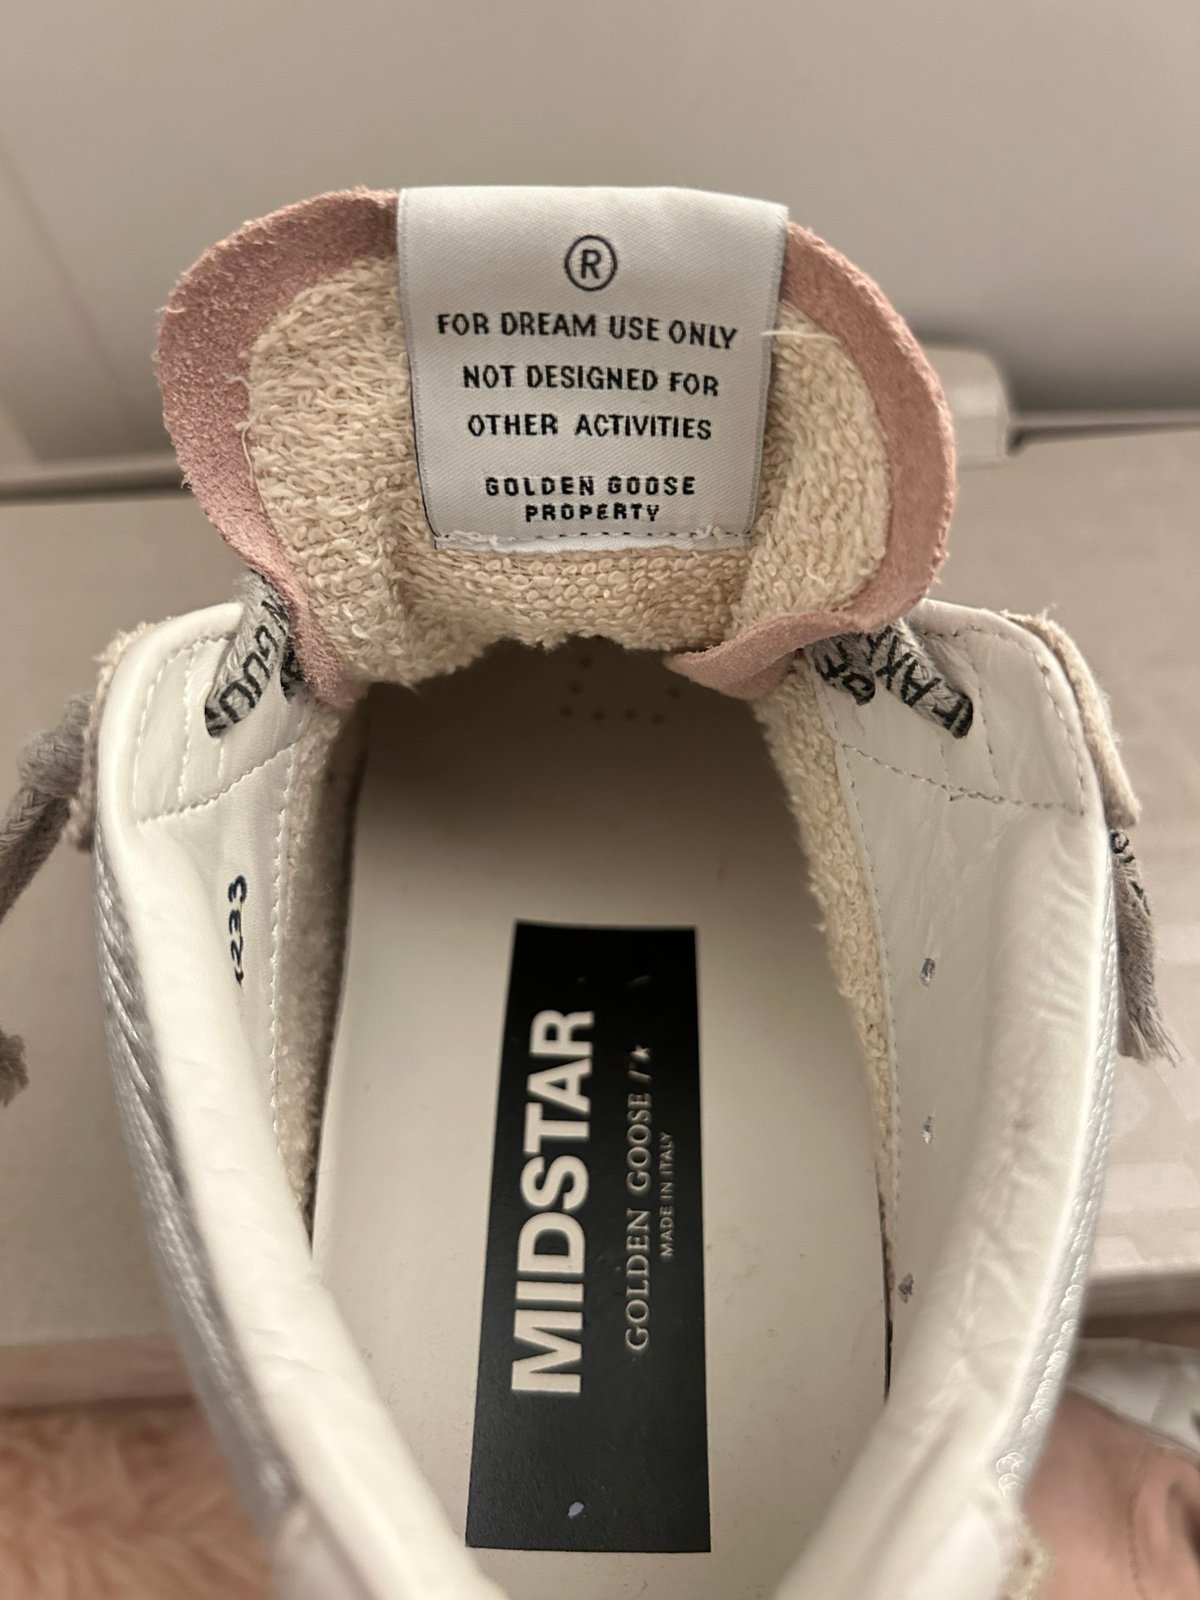 ®
FOR DREAM USE ONLY
NOT DESIGNED FOR
OTHER ACTIVITIES
GOLDEN GOOSE
PROPERTY
MIDSTAR
GOLDEN GOOSE
MADE IN ITALY